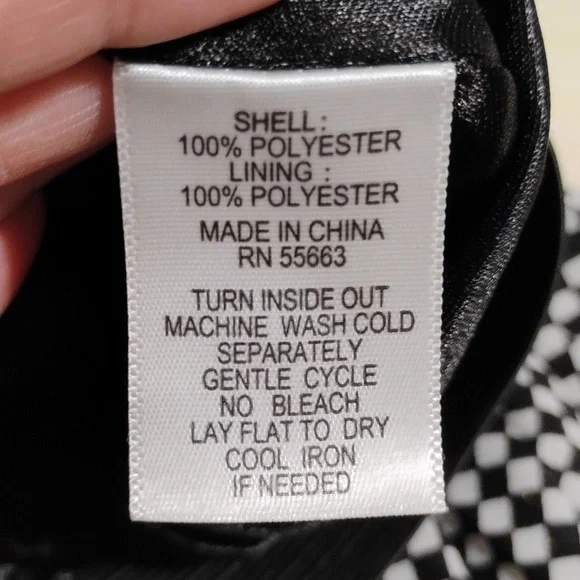 SHELL :
100% POLYESTER
LINING :
100% POLYESTER
MADE IN CHINA
RN 55663
TURN INSIDE OUT
MACHINE WASH COLD
SEPARATELY
GENTLE CYCLE
NO BLEACH
LAY FLAT TO DRY
COOL IRON
IF NEEDED